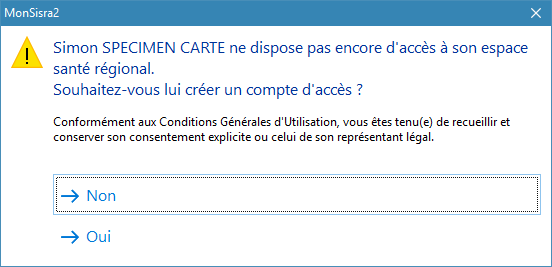 MonSisra2
Simon SPECIMEN CARTE ne dispose pas encore d'accès à son espace
santé régional.
Souhaitez-vous lui créer un compte d'accès ?
Conformément aux Conditions Générales d'Utilisation, vous êtes tenu(e) de recueillir et
conserver son consentement explicite ou celui de son représentant légal.
Non
Oui